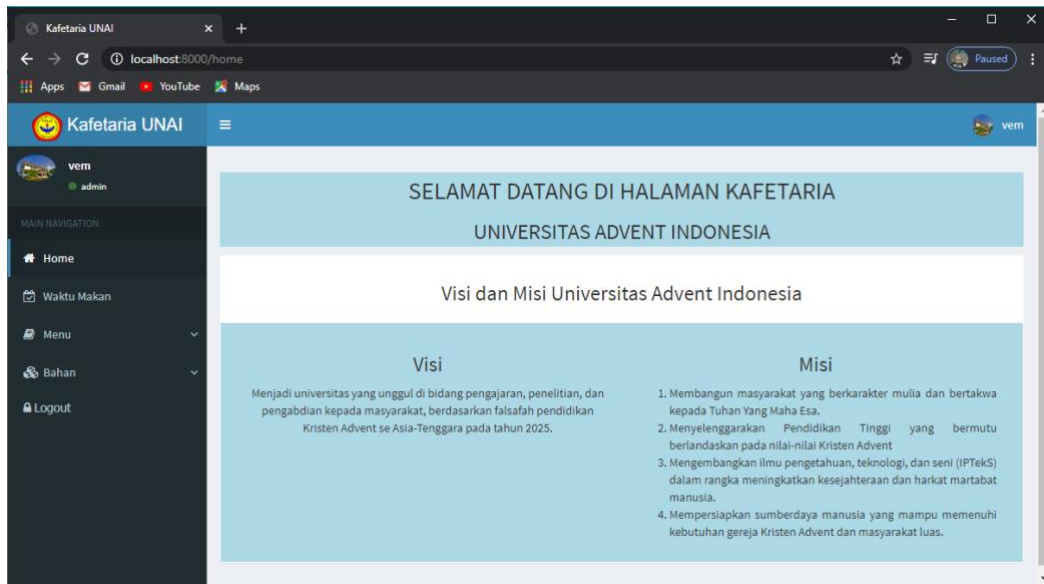 Kafetaria UNAI
localhost:8000/home
Paused
Apps Gmail YouTube Maps
Kafetaria UNAI
vem
vem
admin
MAIN NAVIGATION
Home
Waktu Makan
Menu
Bahan
Logout
SELAMAT DATANG DI HALAMAN KAFETARIA
UNIVERSITAS ADVENT INDONESIA
Visi dan Misi Universitas Advent Indonesia
Visi
Menjadi universitas yang unggul di bidang pengajaran, penelitian, dan
pengabdian kepada masyarakat, berdasarkan falsafah pendidikan
Kristen Advent se Asia-Tenggara pada tahun 2025.
Misi
1. Membangun masyarakat yang berkarakter mulia dan bertakwa
kepada Tuhan Yang Maha Esa.
2. Menyelenggarakan Pendidikan Tinggi yang bermutu
berlandaskan pada nilai-nilai Kristen Advent
3. Mengembangkan ilmu pengetahuan, teknologi, dan seni (IPTekS)
dalam rangka meningkatkan kesejahteraan dan harkat martabat
manusia.
4. Mempersiapkan sumberdaya manusia yang mampu memenuhi
kebutuhan gereja Kristen Advent dan masyarakat luas.